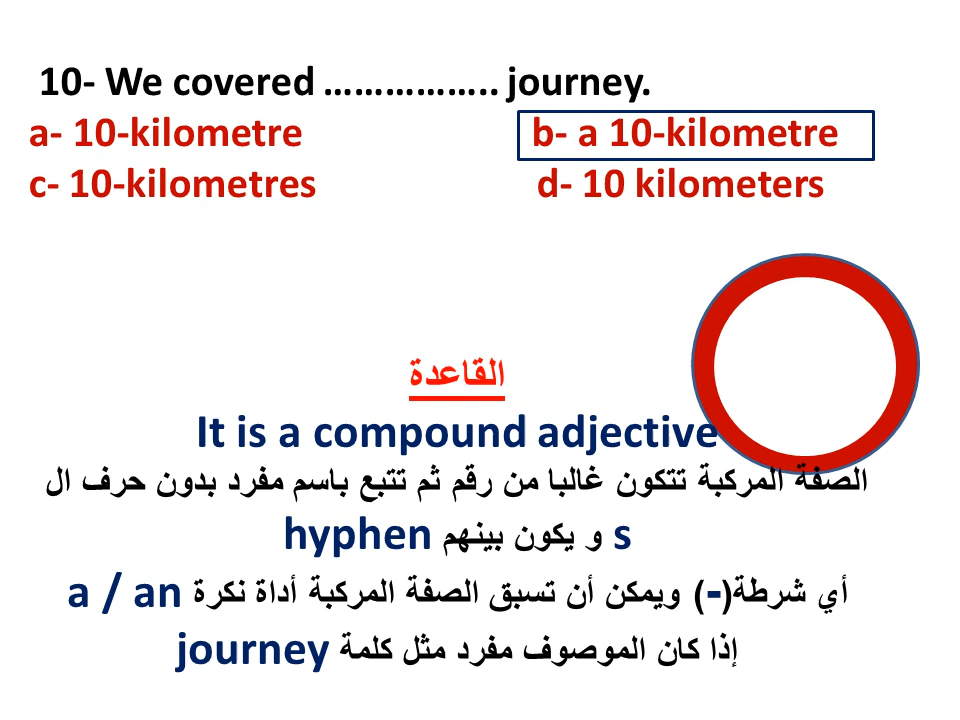 10- We covered …………….. journey.
a- 10-kilometre b- a 10-kilometre
c- 10-kilometres d- 10 kilometers
القاعدة
It is a compound adjective
الصفة المركبة تتكون غالبا من رقم ثم تتبع باسم مفرد بدون حرف ال
s و يكون بينهم hyphen
أي شرطة(-) ويمكن أن تسبق الصفة المركبة أداة نكرة a / an
إذا كان الموصوف مفرد مثل كلمة journey